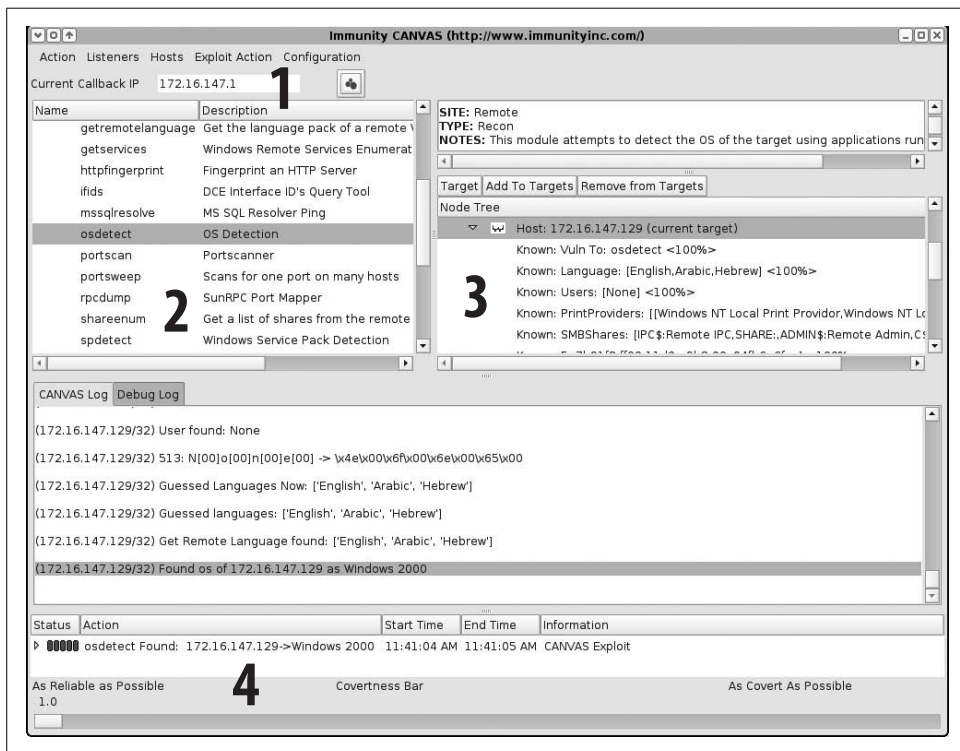 Immunity CANVAS (http://www.immunityinc.com/)
Action Listeners Hosts Exploit Action Configuration
Current Callback IP 172.16.147.1
1
Name Description
getremotelanguage Get the language pack of a remote
getservices Windows Remote Services Enumerat
httpfingerprint Fingerprint an HTTP Server
ifids DCE Interface ID's Query Tool
mssqlresolve MS SQL Resolver Ping
osdetect OS Detection
portscan Portscanner
portsweep Scans for one port on many hosts
rpcdump SunRPC Port Mapper
shareenum Get a list of shares from the remote
spdetect Windows Service Pack Detection
2
SITE: Remote
TYPE: Recon
NOTES: This module attempts to detect the OS of the target using applications run
Target Add To Targets Remove from Targets
Node Tree
Host: 172.16.147.129 (current target)
Known: Vuln To: osdetect <100%>
Known: Language: [English,Arabic,Hebrew] <100%>
Known: Users: [None] <100%>
Known: PrintProviders: [[Windows NT Local Print Provider,Windows NT Lo
Known: SMBShares: [IPC$:Remote IPC,SHARE:,ADMIN$:Remote Admin,C$
3
CANVAS Log Debug Log
(172.16.147.129/32) User found: None
(172.16.147.129/32) 513: N[00]o[00]n[00]e[00] -> \x4e\x00\x6f\x00\x6e\x00\x65\x00
(172.16.147.129/32) Guessed Languages Now: ['English', 'Arabic', 'Hebrew']
(172.16.147.129/32) Guessed languages: ['English', 'Arabic', 'Hebrew']
(172.16.147.129/32) Get Remote Language found: ['English', 'Arabic', 'Hebrew']
(172.16.147.129/32) Found os of 172.16.147.129 as Windows 2000
Status Action Start Time End Time Information
osdetect Found: 172.16.147.129->Windows 2000 11:41:04 AM 11:41:05 AM CANVAS Exploit
4
As Reliable as Possible Covertness Bar As Covert As Possible
1.0